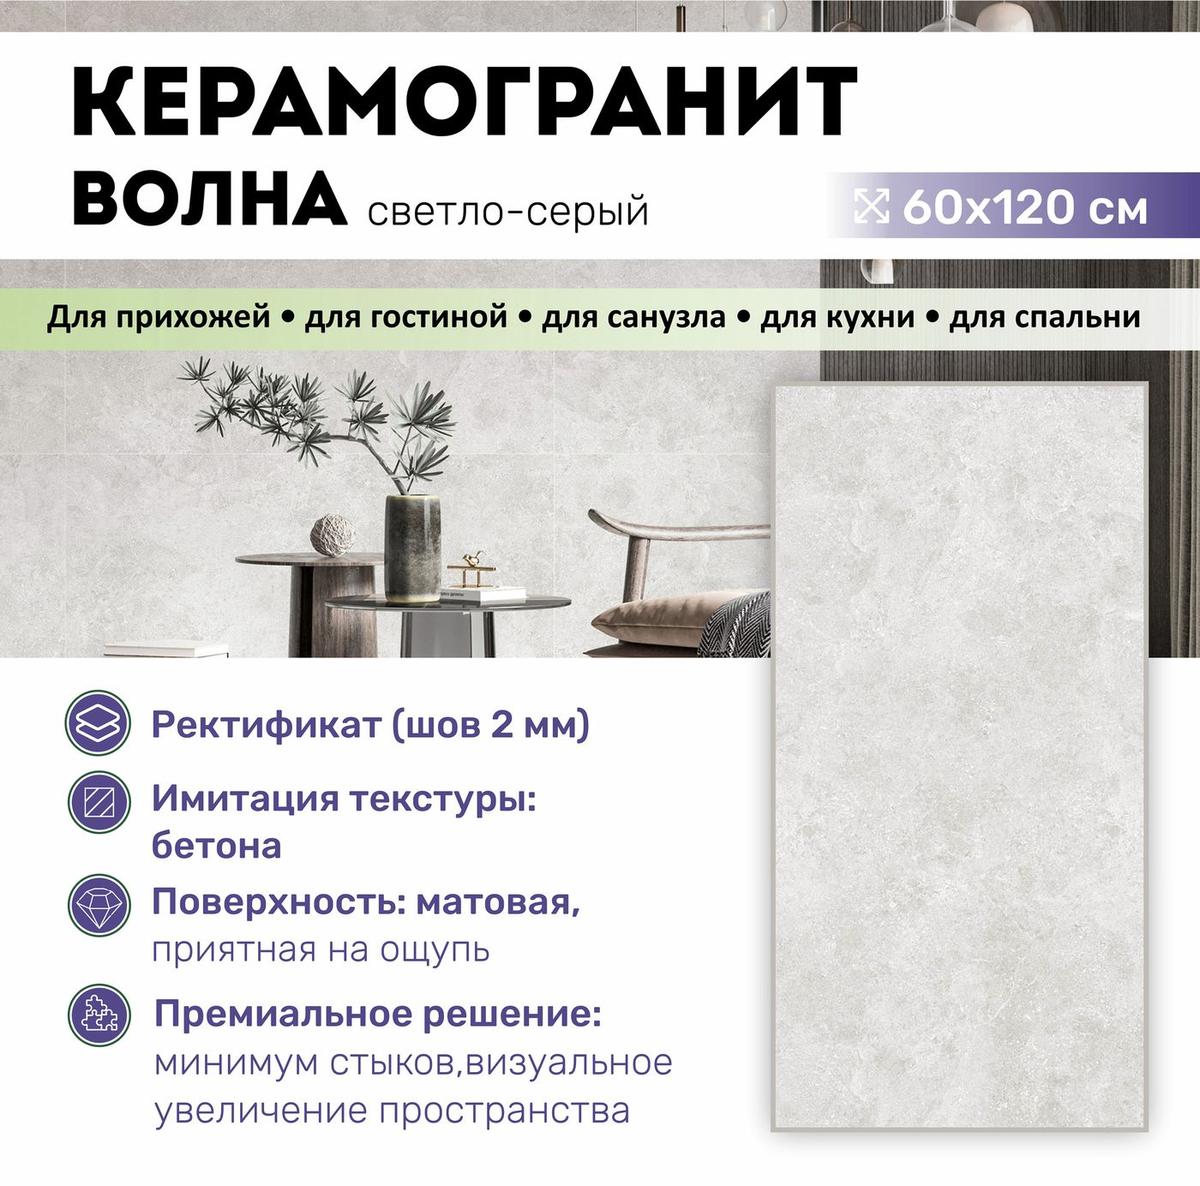 КЕРАМОГРАНИТ
ВОЛНА светло-серый
60х120 см
Для прихожей • для гостиной • для санузла • для кухни • для спальни
Ректификат (шов 2 мм)
Имитация текстуры:
бетона
Поверхность: матовая,
приятная на ощупь
Премиальное решение:
минимум стыков,визуальное
увеличение пространства